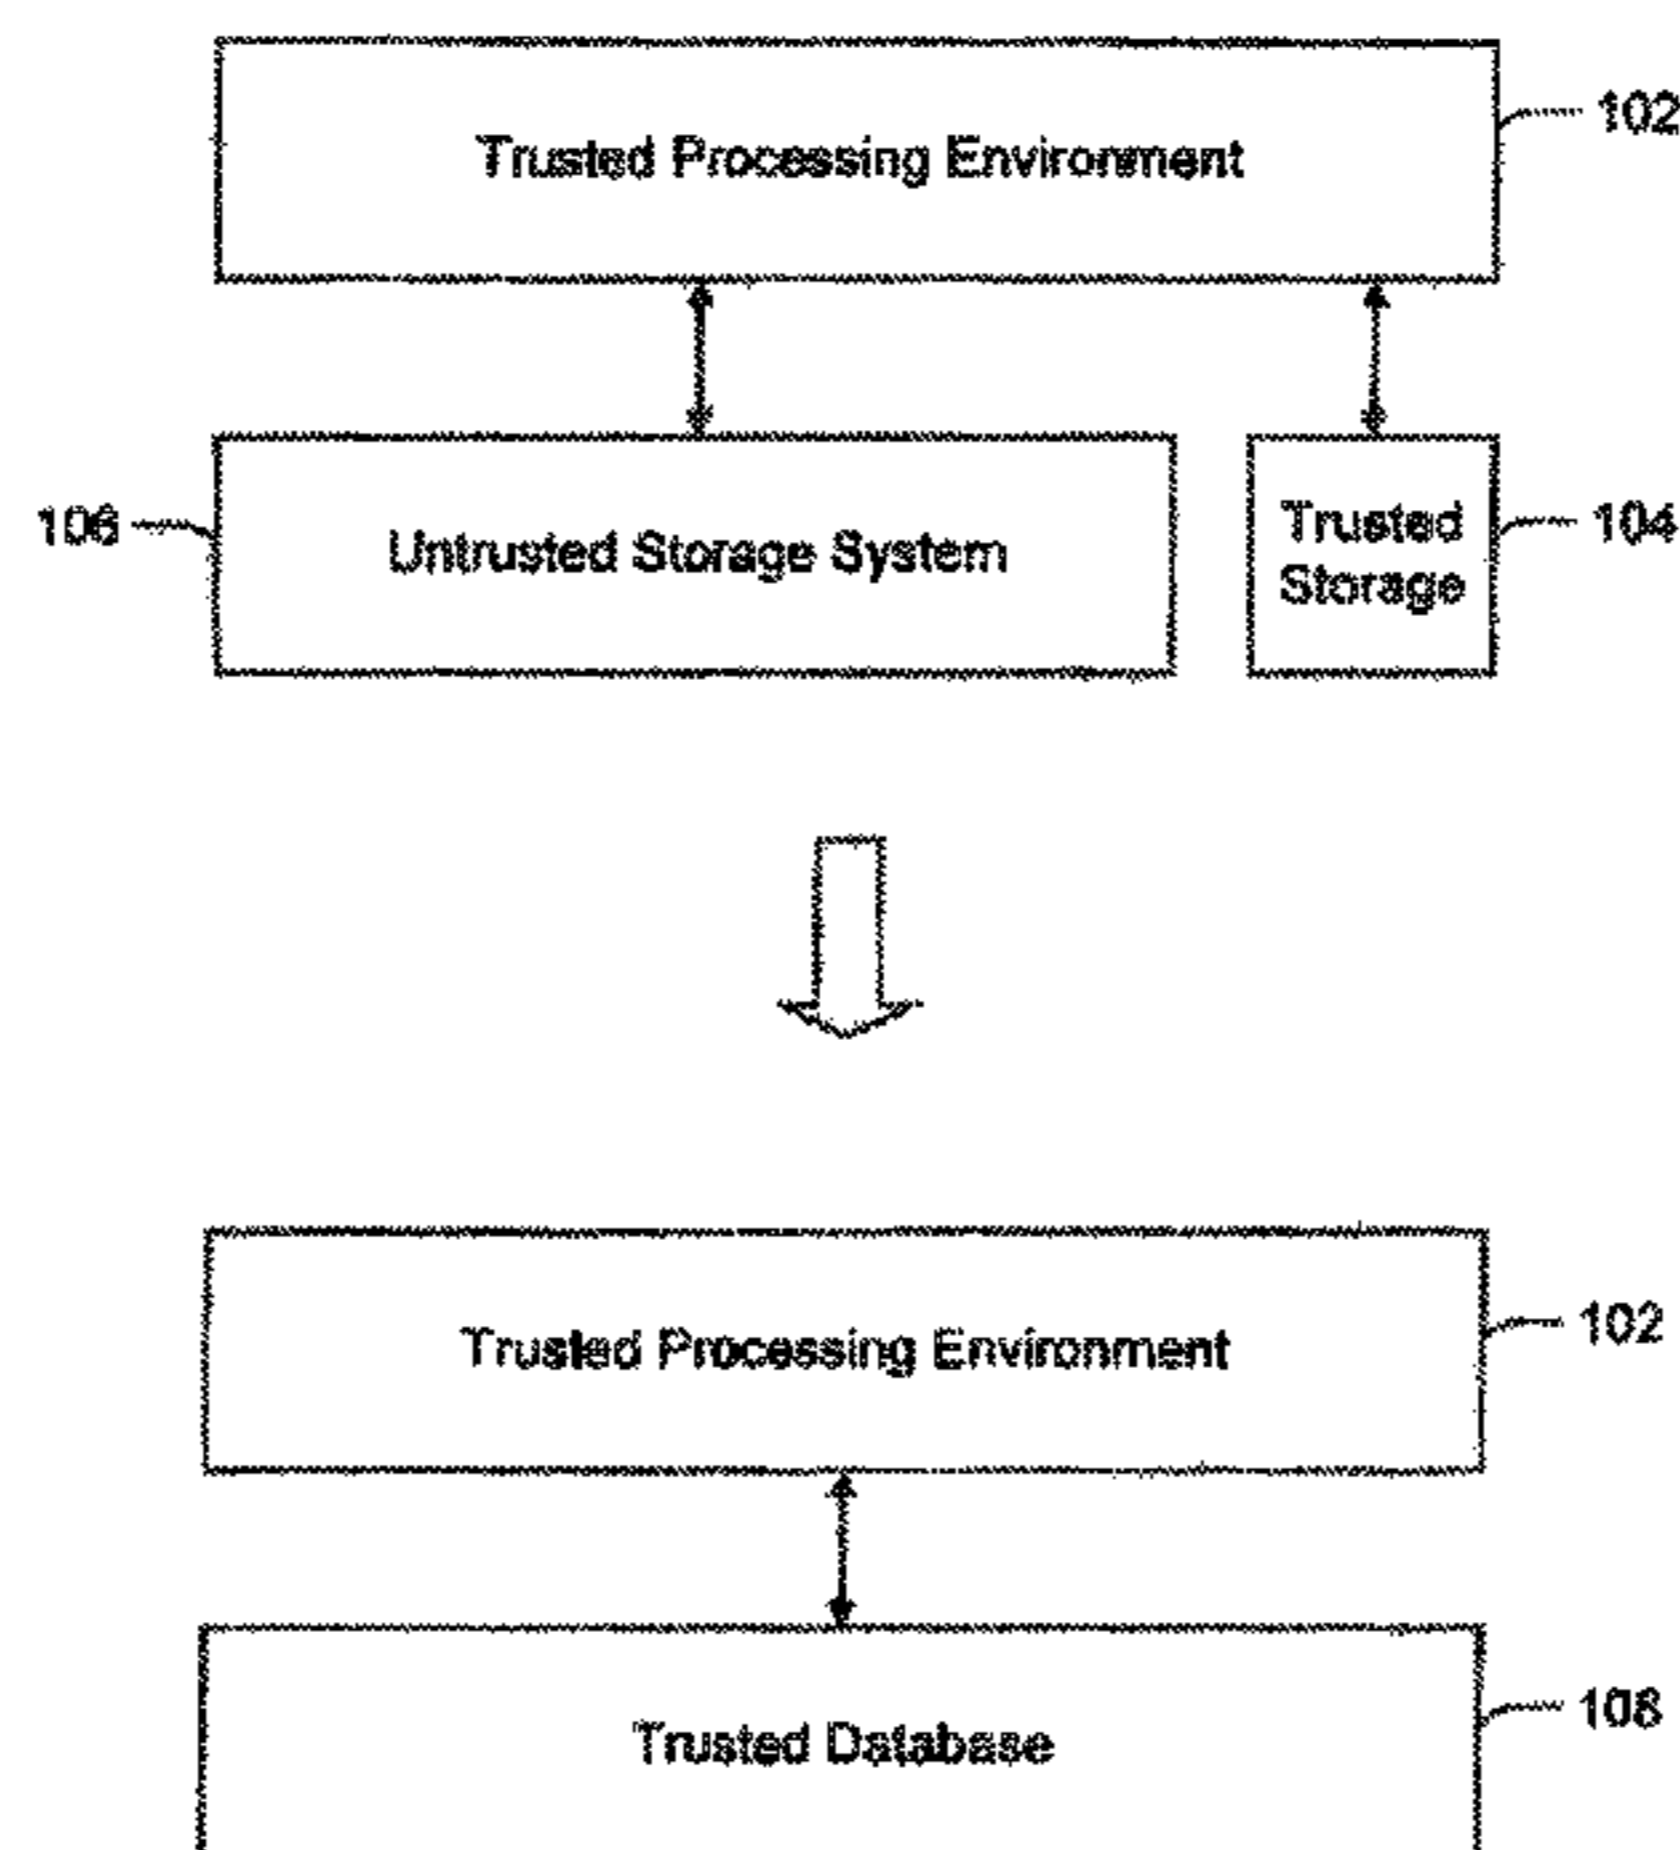 Trusted Processing Environment
102
106
Untrusted Storage System
Trusted
Storage
104
Trusted Processing Environment
102
Trusted Database
108